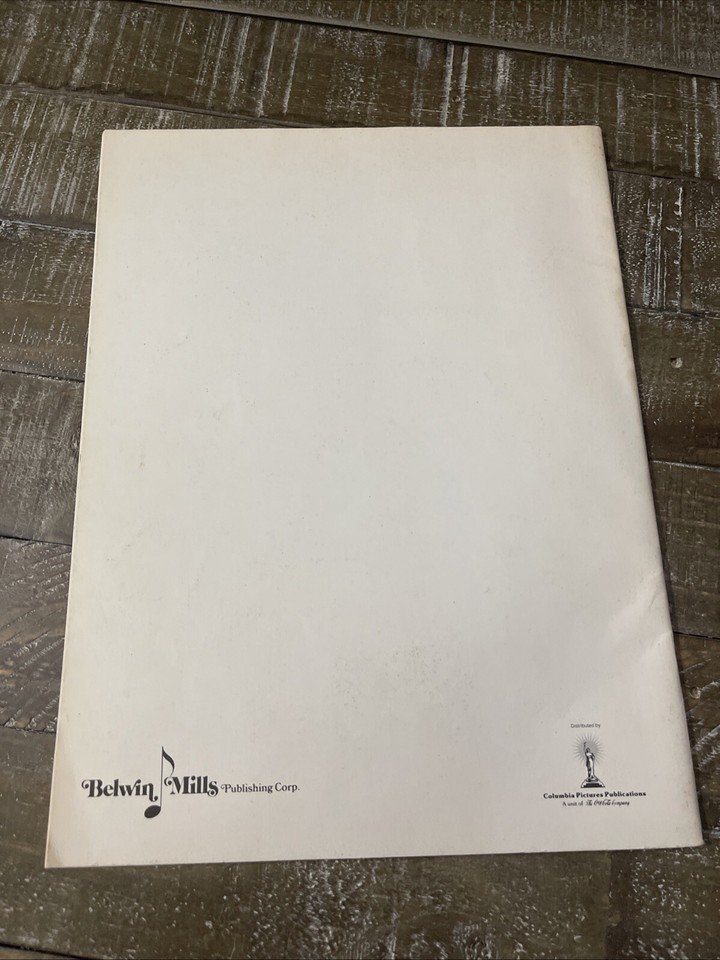 Belwin Mills Publishing Corp.
Distributed by
Columbia Pictures Publications
A unit of The Coca-Cola Company